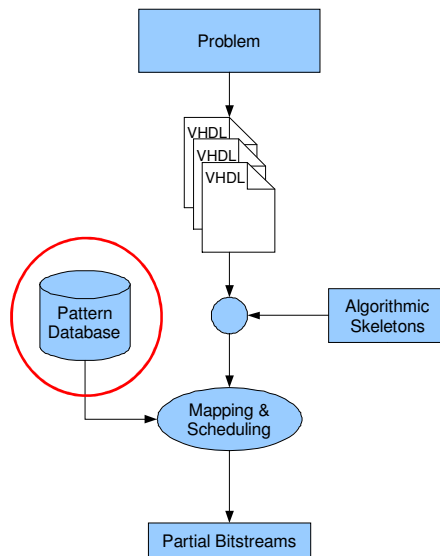 Problem
VHDL
VHDL
VHDL
Pattern
Database
Algorithmic
Skeletons
Mapping &
Scheduling
Partial Bitstreams